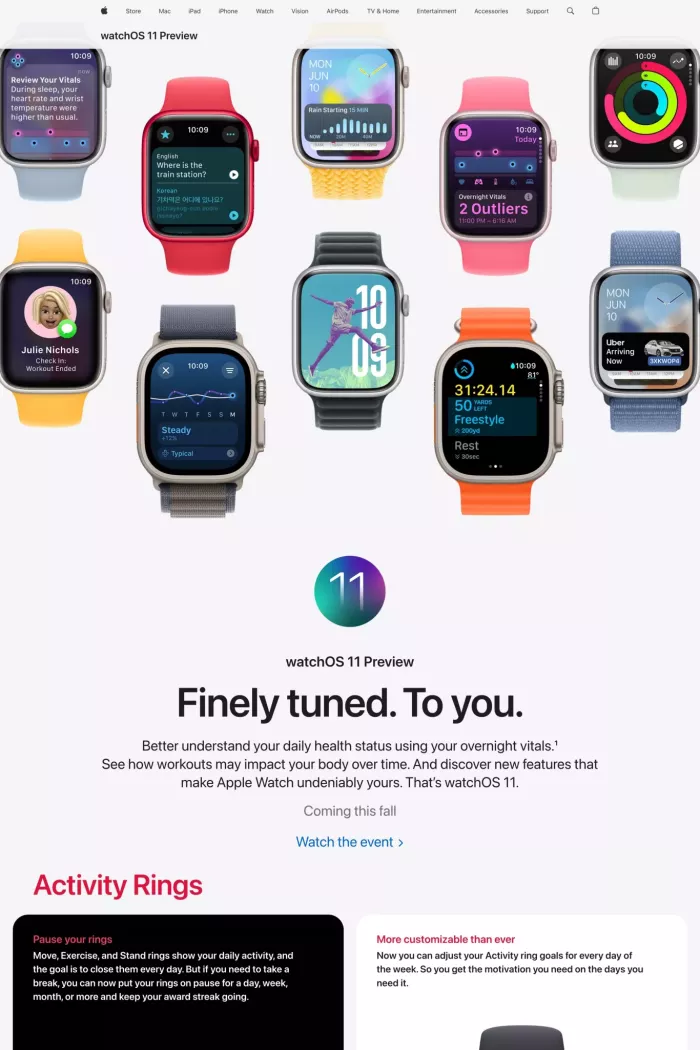 Store Mac iPad iPhone Watch Vision AirPods TV & Home Entertainment Accessories Support
watchOS 11 Preview
now
Review Your Vitals
During sleep, your
heart rate and wrist
temperature were
higher than usual.
10:09
10:09
English
Where is the
train station?
Korean
기차역은 어디에 있나요?
MON
JUN
10
10:09
Rain Starting 15 MIN
NOW
10:09
Today
Overnight Vitals
2 Outliers
11:00 PM – 6:16 AM
10:09
10:09
Julie Nichols
Check In:
Workout Ended
10:09
T W T F S S M
Steady
+12%
Typical
10
09
10:09
81°
31:24.14
50 YARDS
LEFT
Freestyle
200yd
Rest
30sec
MON
JUN
10
Uber
Arriving
Now
3XKWOP4
11
watchOS 11 Preview
Finely tuned. To you.
Better understand your daily health status using your overnight vitals.¹
See how workouts may impact your body over time. And discover new features that
make Apple Watch undeniably yours. That’s watchOS 11.
Coming this fall
Watch the event >
Activity Rings
Pause your rings
Move, Exercise, and Stand rings show your daily activity, and
the goal is to close them every day. But if you need to take a
break, you can now put your rings on pause for a day, week,
month, or more and keep your award streak going.
More customizable than ever
Now you can adjust your Activity ring goals for every day of
the week. So you get the motivation you need on the days you
need it.